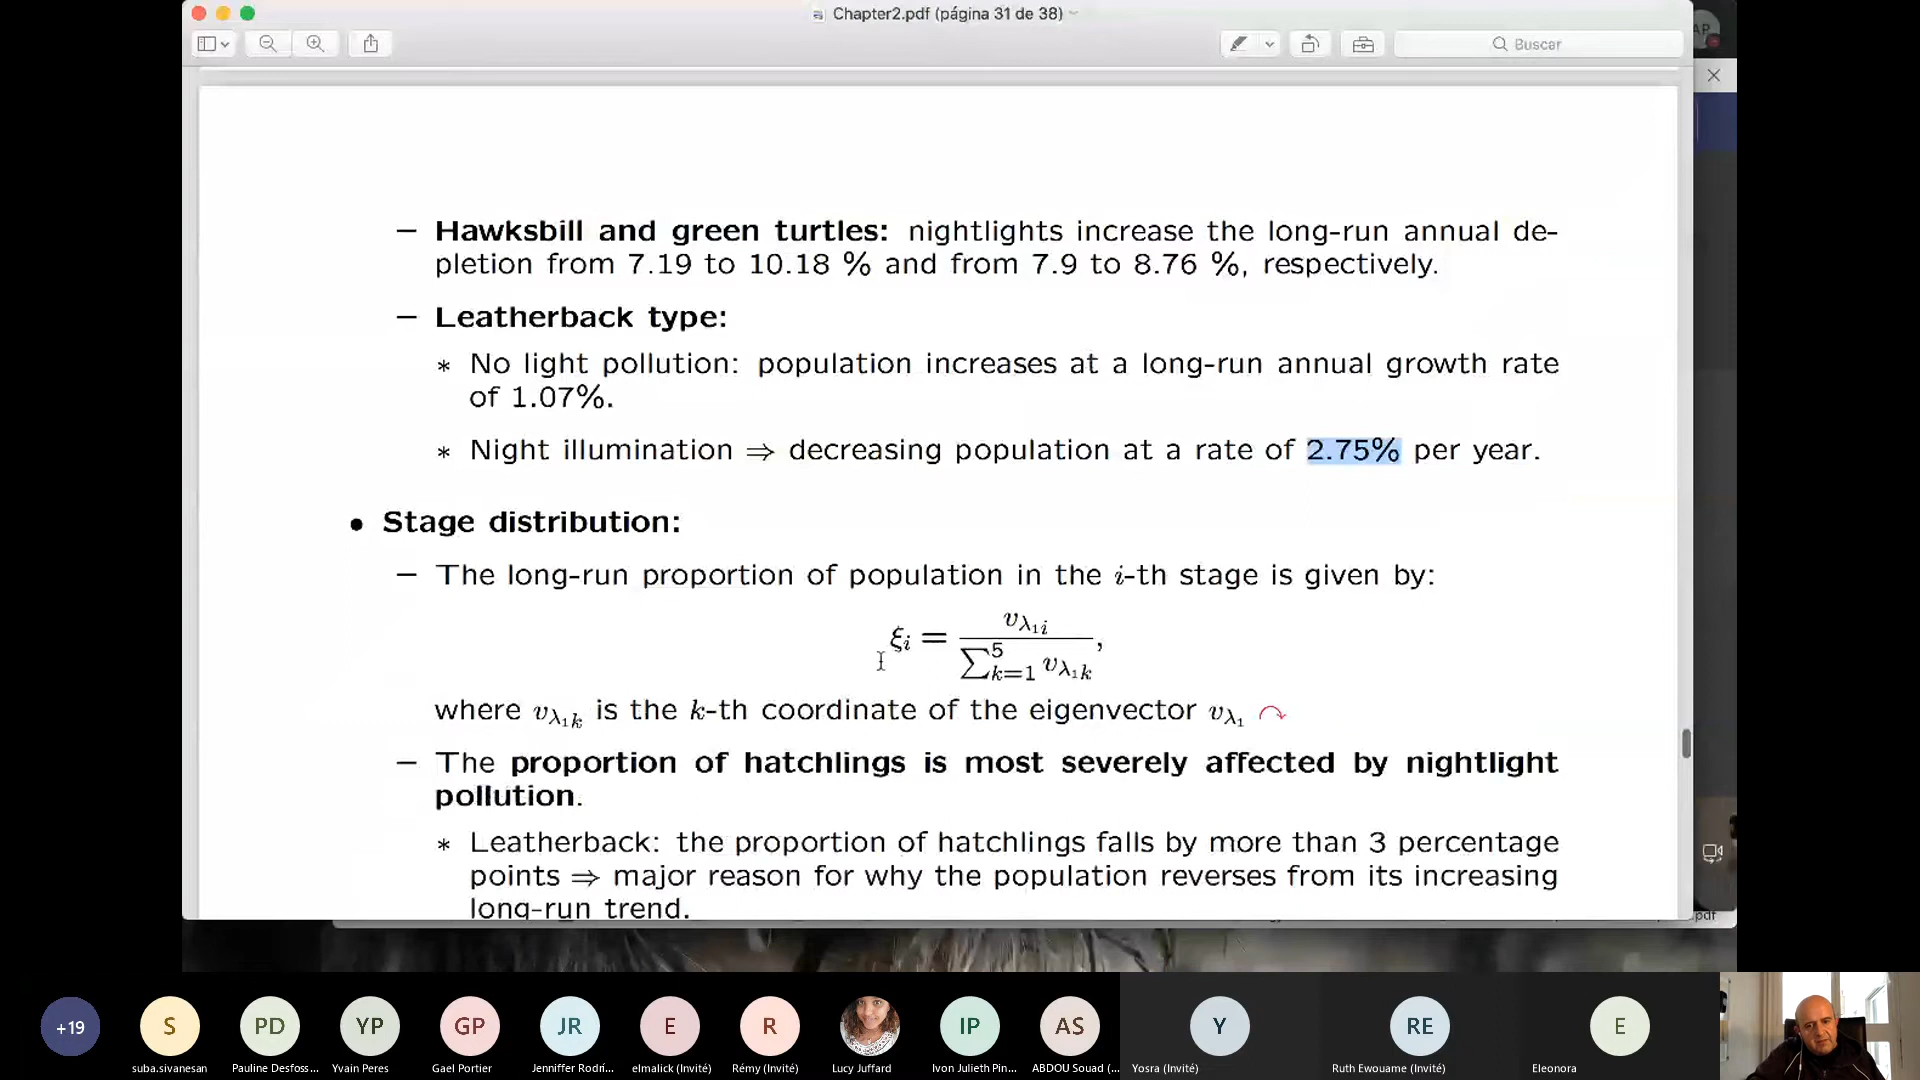 Chapter2.pdf (página 31 de 38)
Buscar
AP
– Hawksbill and green turtles: nightlights increase the long-run annual de-
pletion from 7.19 to 10.18 % and from 7.9 to 8.76 %, respectively.
– Leatherback type:
∗ No light pollution: population increases at a long-run annual growth rate
of 1.07%.
∗ Night illumination ⇒ decreasing population at a rate of 2.75% per year.
• Stage distribution:
– The long-run proportion of population in the i-th stage is given by:
ξ_i = v_{λ_1 i} / ∑_{k=1}^{5} v_{λ_1 k},
where v_{λ_1 k} is the k-th coordinate of the eigenvector v_{λ_1}
– The proportion of hatchlings is most severely affected by nightlight
pollution.
∗ Leatherback: the proportion of hatchlings falls by more than 3 percentage
points ⇒ major reason for why the population reverses from its increasing
long-run trend.
pdf
+19 S PD YP GP JR E R IP AS Y RE E
suba.sivanesan Pauline Desfoss... Yvain Peres Gael Portier Jenniffer Rodrí... elmalick (Invité) Rémy (Invité) Lucy Juffard Ivon Julieth Pin... ABDOU Souad (... Yosra (Invité) Ruth Ewouame (Invité) Eleonora